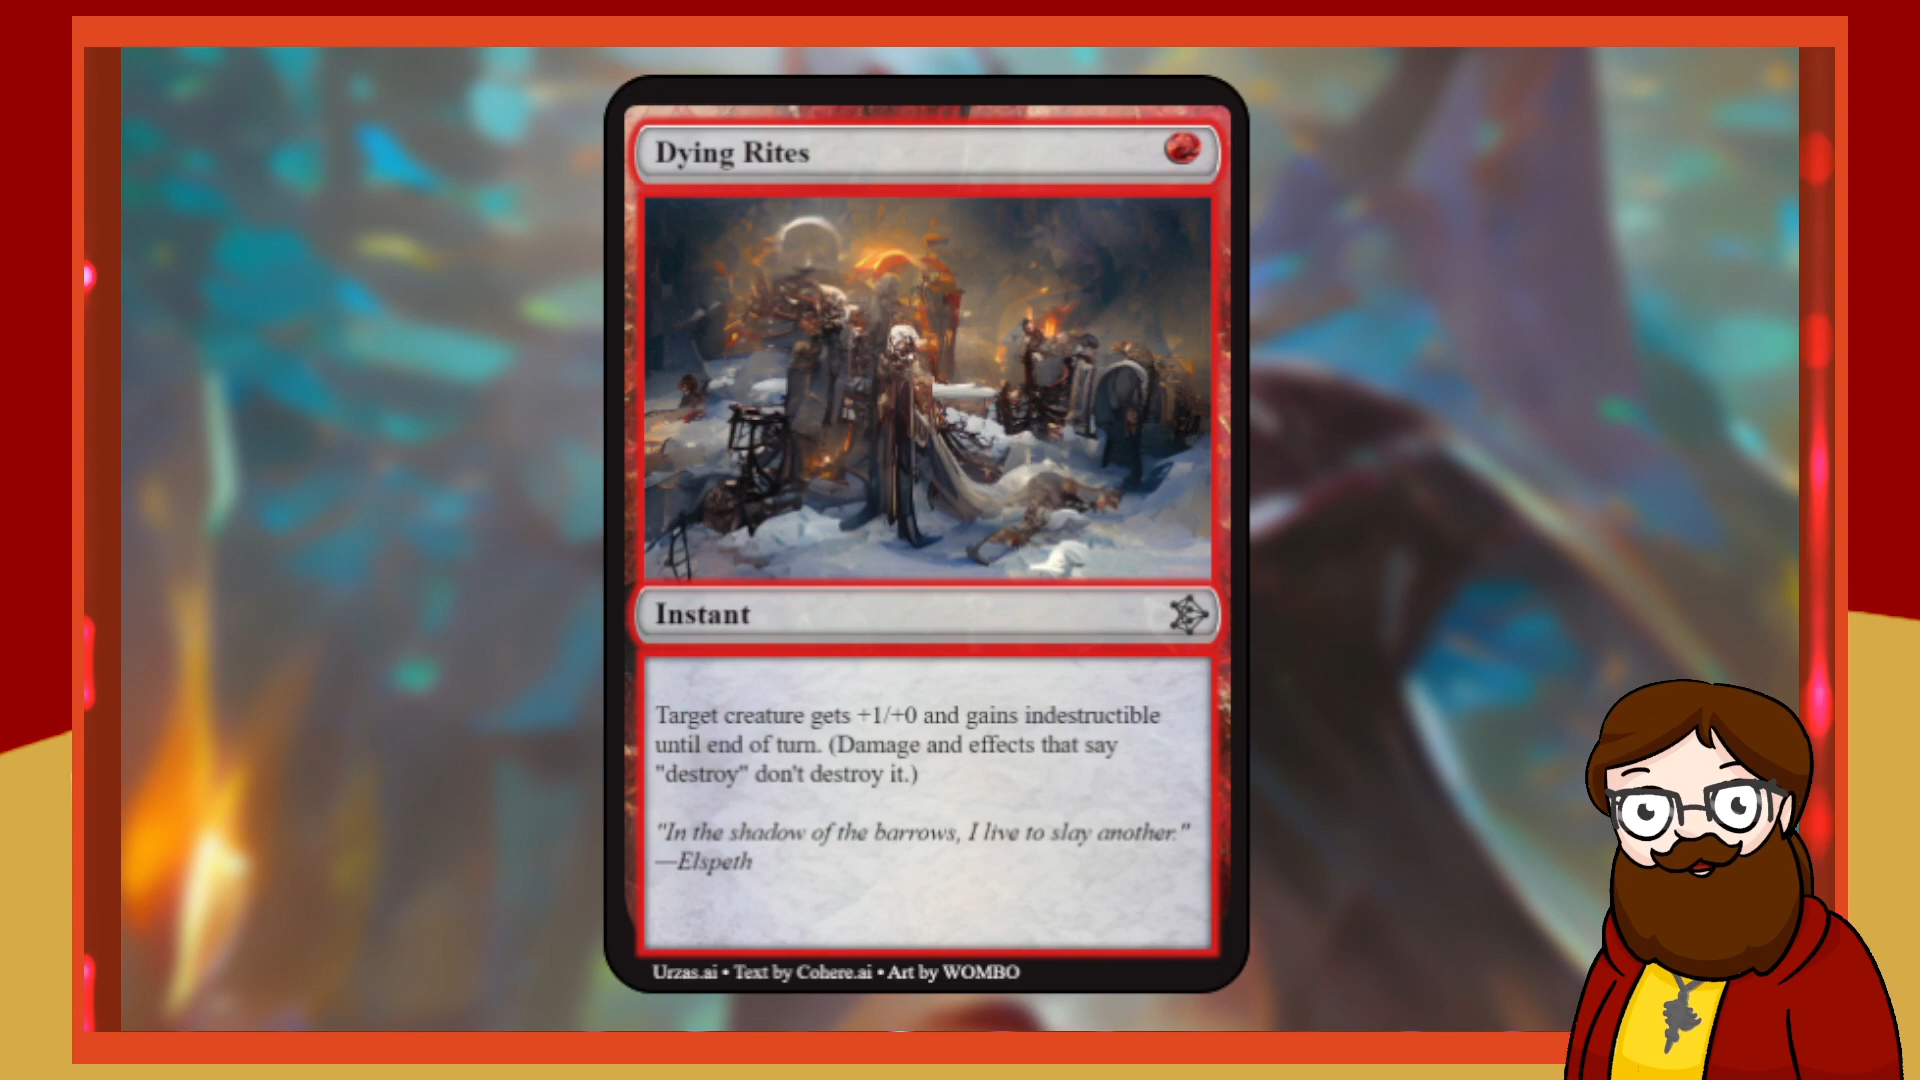 Dying Rites
Instant
Target creature gets +1/+0 and gains indestructible
until end of turn. (Damage and effects that say
"destroy" don't destroy it.)
"In the shadow of the barrows, I live to slay another."
—Elspeth
Urzas.ai • Text by Cohere.ai • Art by WOMBO